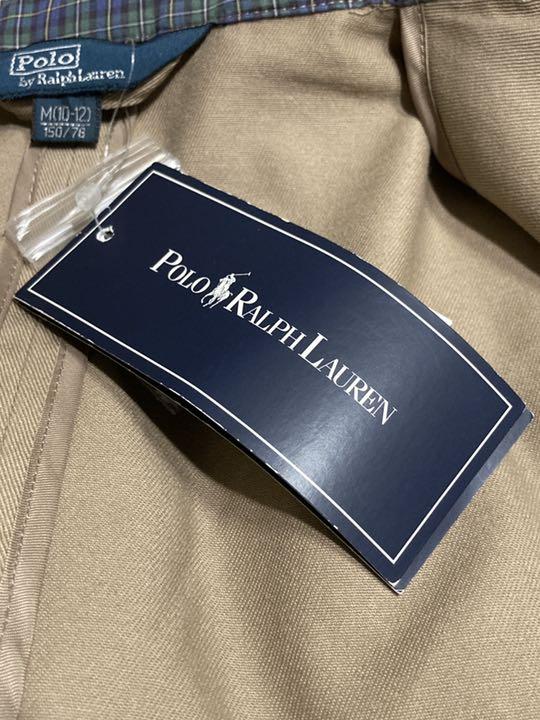 Polo
by Ralph Lauren
M(10-12)
150/76
POLO RALPH LAUREN